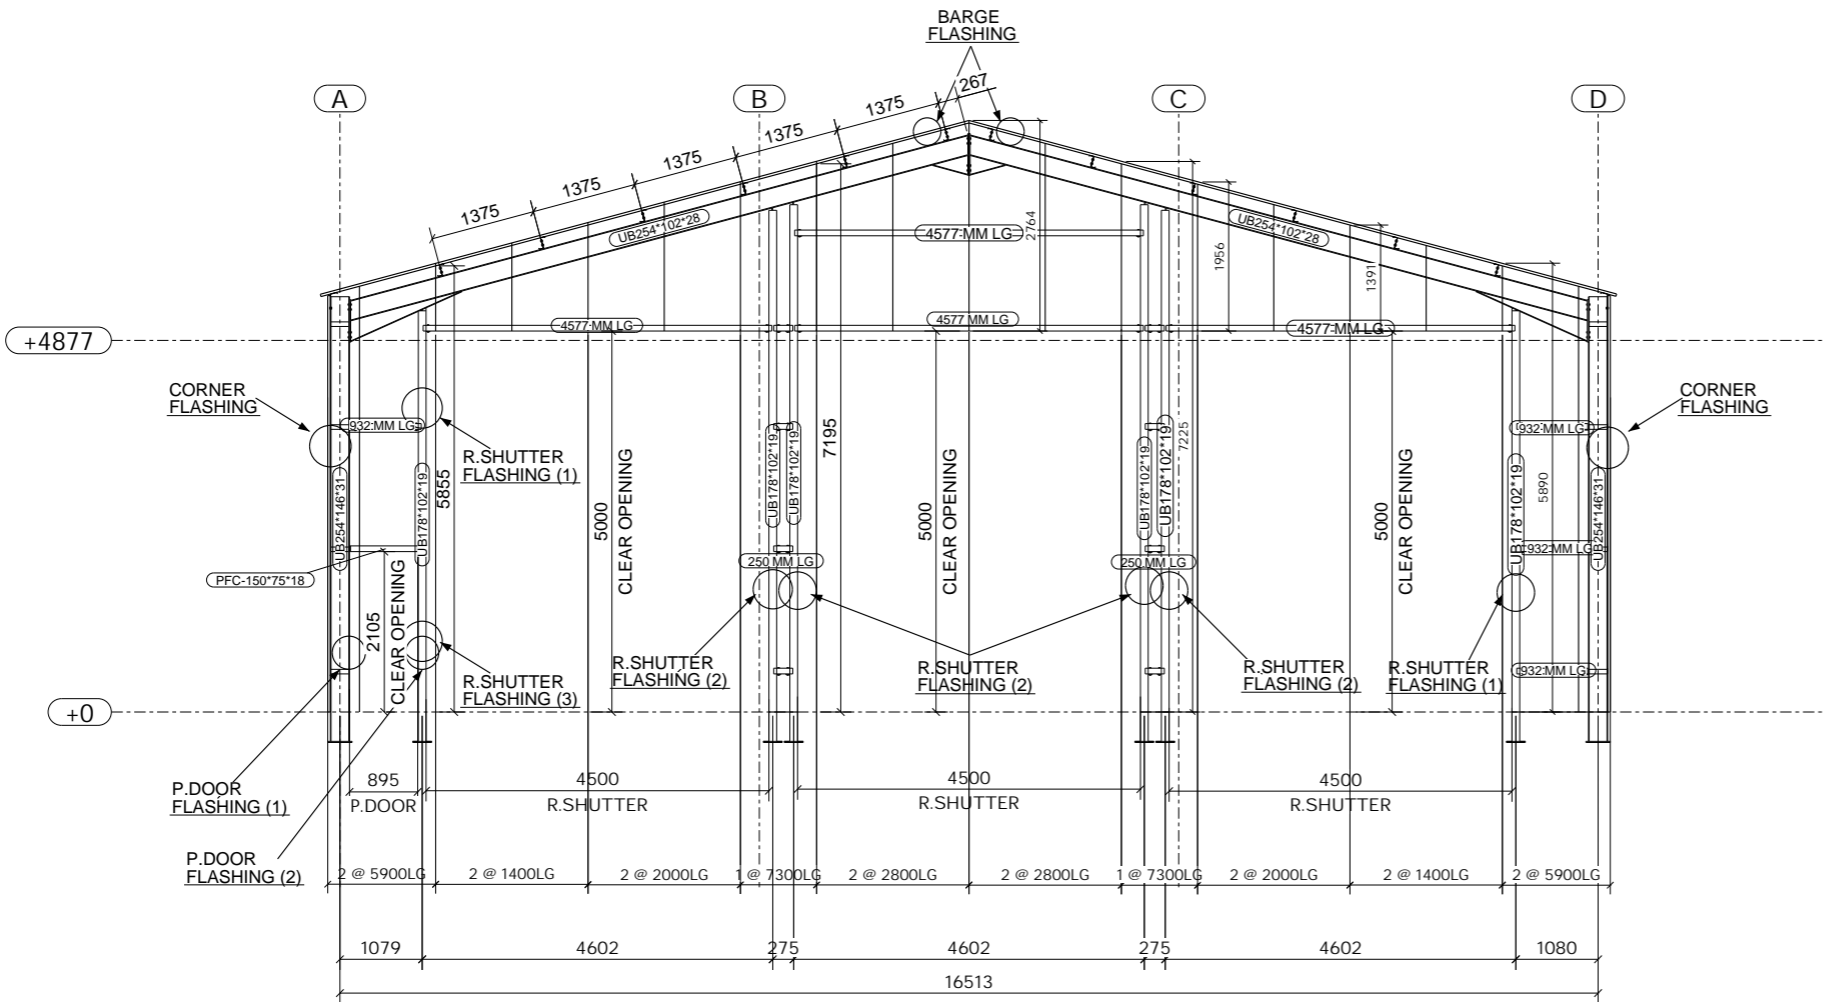 BARGE
FLASHING
A
B
C
D
267
1375
1375
1375
1375
1375
UB254*102*28
UB254*102*28
4577 MM LG
2764
1956
1391
4577 MM LG
4577 MM LG
4577 MM LG
+4877
CORNER
FLASHING
CORNER
FLASHING
932 MM LG
932 MM LG
R.SHUTTER
FLASHING (1)
UB254*146*31
UB178*102*19
5855
5000
CLEAR OPENING
UB178*102*19
UB178*102*19
7195
5000
CLEAR OPENING
UB178*102*19
UB178*102*19
7225
5000
CLEAR OPENING
UB178*102*19
5890
UB254*146*31
932 MM LG
250 MM LG
250 MM LG
PFC-150*75*18
2105
CLEAR OPENING
R.SHUTTER
FLASHING (3)
R.SHUTTER
FLASHING (2)
R.SHUTTER
FLASHING (2)
R.SHUTTER
FLASHING (2)
R.SHUTTER
FLASHING (1)
932 MM LG
+0
P.DOOR
FLASHING (1)
895
P.DOOR
4500
R.SHUTTER
4500
R.SHUTTER
4500
R.SHUTTER
P.DOOR
FLASHING (2)
2 @ 5900LG
2 @ 1400LG
2 @ 2000LG
1 @ 7300LG
2 @ 2800LG
2 @ 2800LG
1 @ 7300LG
2 @ 2000LG
2 @ 1400LG
2 @ 5900LG
1079
4602
275
4602
275
4602
1080
16513